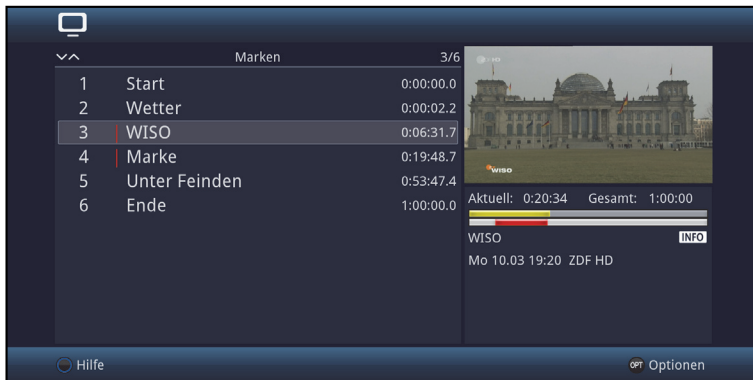 Marken 3/6
1 Start 0:00:00.0
2 Wetter 0:00:02.2
3 WISO 0:06:31.7
4 Marke 0:19:48.7
5 Unter Feinden 0:53:47.4
6 Ende 1:00:00.0
WISO
Aktuell: 0:20:34 Gesamt: 1:00:00
WISO INFO
Mo 10.03 19:20 ZDF HD
Hilfe
OPT Optionen